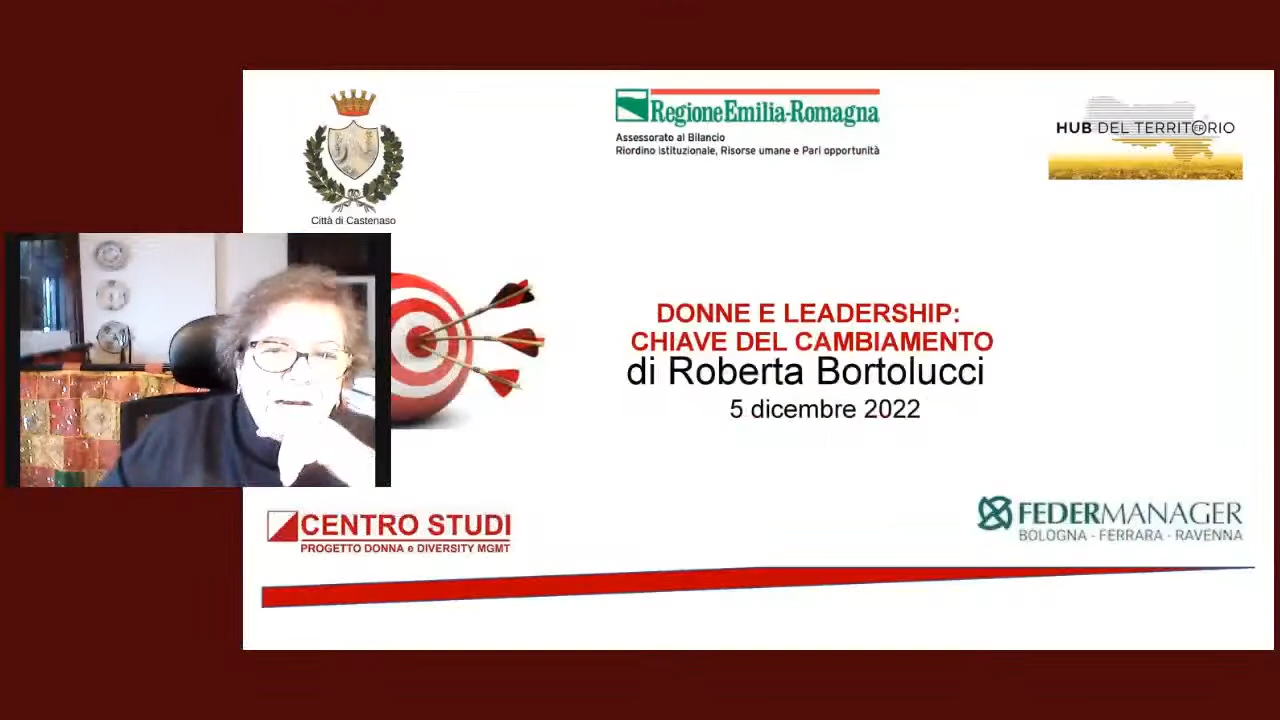 Città di Castenaso
RegioneEmilia-Romagna
Assessorato al Bilancio
Riordino istituzionale, Risorse umane e Pari opportunità
HUB DEL TERRITORIO
ER
DONNE E LEADERSHIP:
CHIAVE DEL CAMBIAMENTO
di Roberta Bortolucci
5 dicembre 2022
CENTRO STUDI
PROGETTO DONNA e DIVERSITY MGMT
FEDERMANAGER
BOLOGNA - FERRARA - RAVENNA